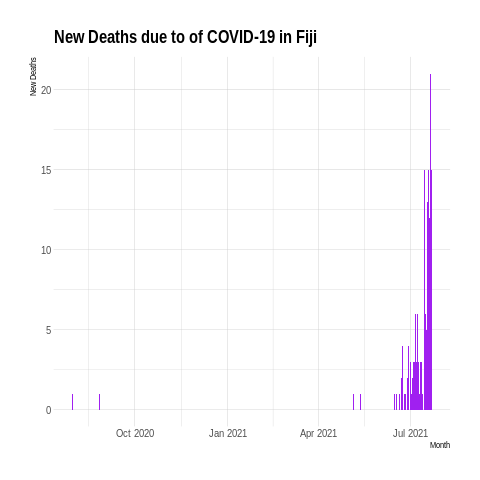 New Deaths due to of COVID-19 in Fiji
New Deaths
20
15
10
5
0
Oct 2020 Jan 2021 Apr 2021 Jul 2021
Month